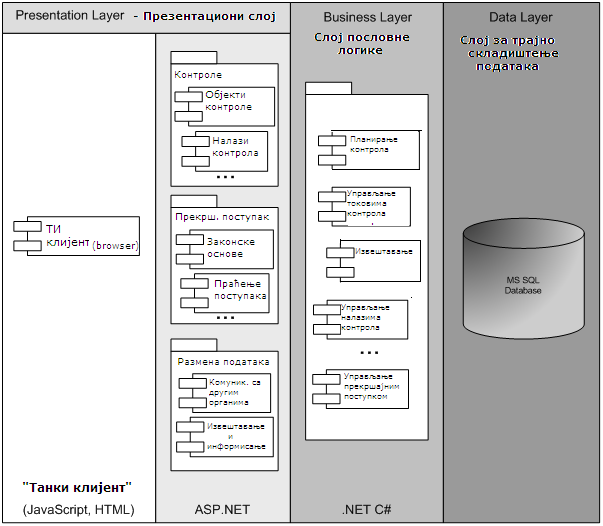 Presentation Layer - Презентациони слој
Контроле
Објекти
контроле
Налази
контрола
...
ТИ
клијент (browser)
Прекрш. поступак
Законске
основе
Праћење
поступака
...
Размена података
Комуник. са
другим
органима
Извештавање
и
информисање
"Танки клијент"
(JavaScript, HTML)
ASP.NET
Business Layer
Слој пословне
логике
Планирање
контрола
Управљање
токовима
контрола
Извештавање
Управљање
налазима
контрола
...
Управљање
прекршајним
поступком
.NET C#
Data Layer
Слој за трајно
складиштење
података
MS SQL
Database